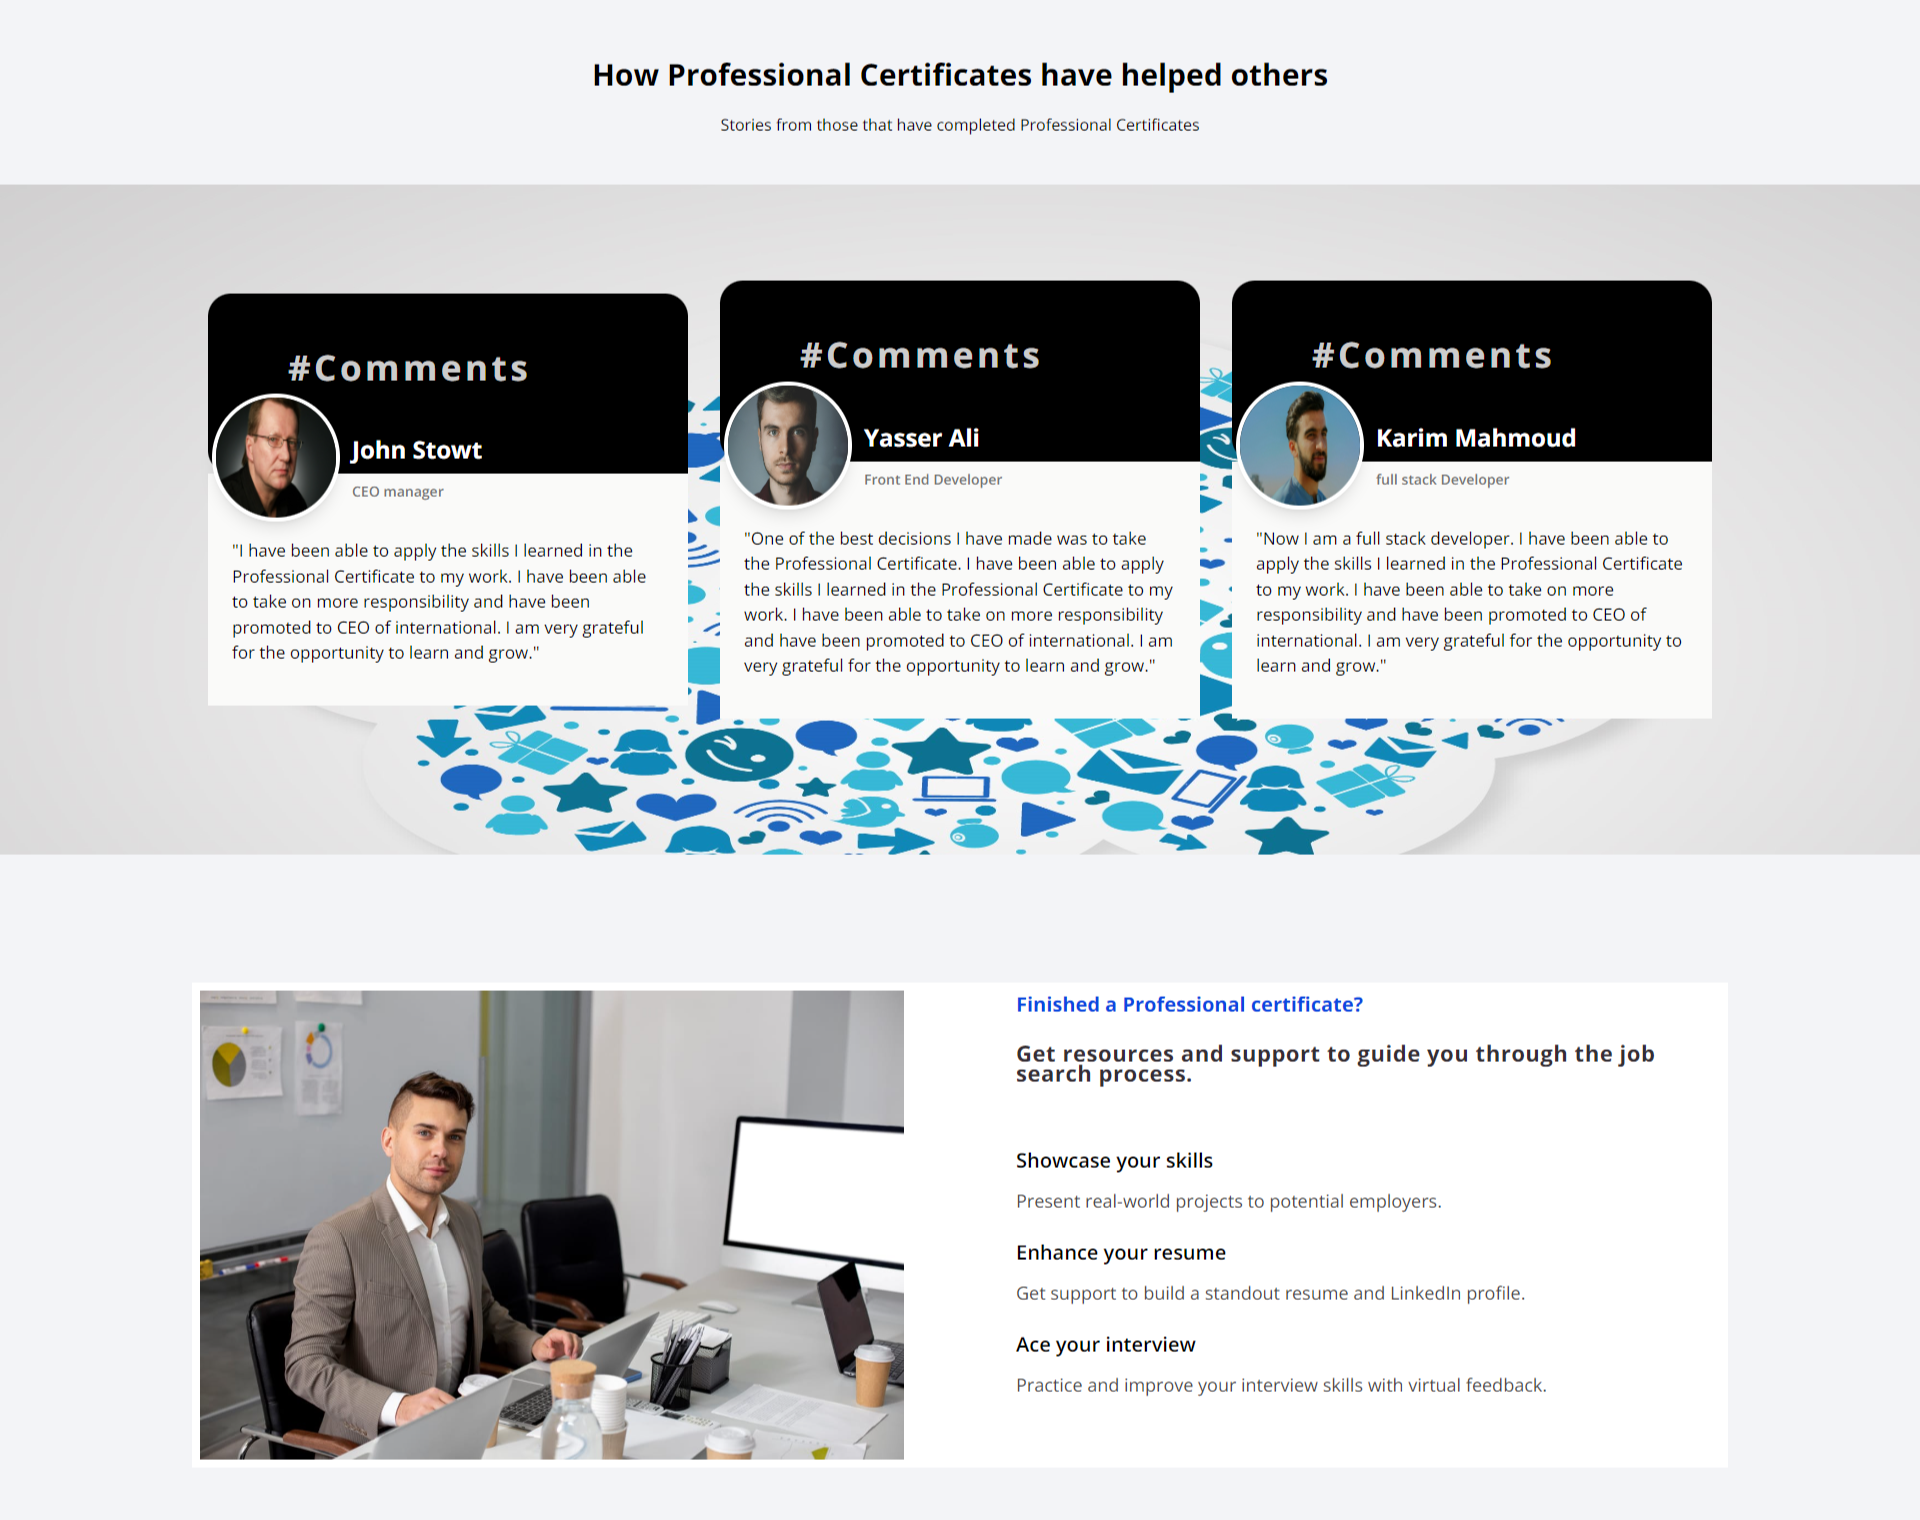 How Professional Certificates have helped others
Stories from those that have completed Professional Certificates
#Comments
John Stowt
CEO manager
"I have been able to apply the skills I learned in the
Professional Certificate to my work. I have been able
to take on more responsibility and have been
promoted to CEO of international. I am very grateful
for the opportunity to learn and grow."
#Comments
Yasser Ali
Front End Developer
"One of the best decisions I have made was to take
the Professional Certificate. I have been able to apply
the skills I learned in the Professional Certificate to my
work. I have been able to take on more responsibility
and have been promoted to CEO of international. I am
very grateful for the opportunity to learn and grow."
#Comments
Karim Mahmoud
full stack Developer
"Now I am a full stack developer. I have been able to
apply the skills I learned in the Professional Certificate
to my work. I have been able to take on more
responsibility and have been promoted to CEO of
international. I am very grateful for the opportunity to
learn and grow."
Finished a Professional certificate?
Get resources and support to guide you through the job
search process.
Showcase your skills
Present real-world projects to potential employers.
Enhance your resume
Get support to build a standout resume and LinkedIn profile.
Ace your interview
Practice and improve your interview skills with virtual feedback.